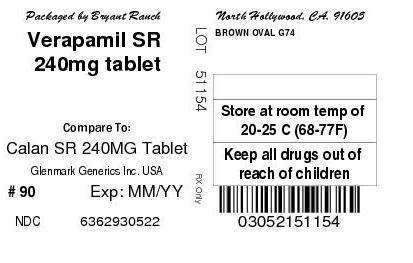 Packaged by Bryant Ranch
North Hollywood, CA. 91605
Verapamil SR
240mg tablet
LOT 51154
BROWN OVAL G74
Store at room temp of
20-25 C (68-77F)
Keep all drugs out of
reach of children
Compare To:
Calan SR 240MG Tablet
Glenmark Generics Inc. USA
RX Only
# 90 Exp: MM/YY
NDC 6362930522
03052151154